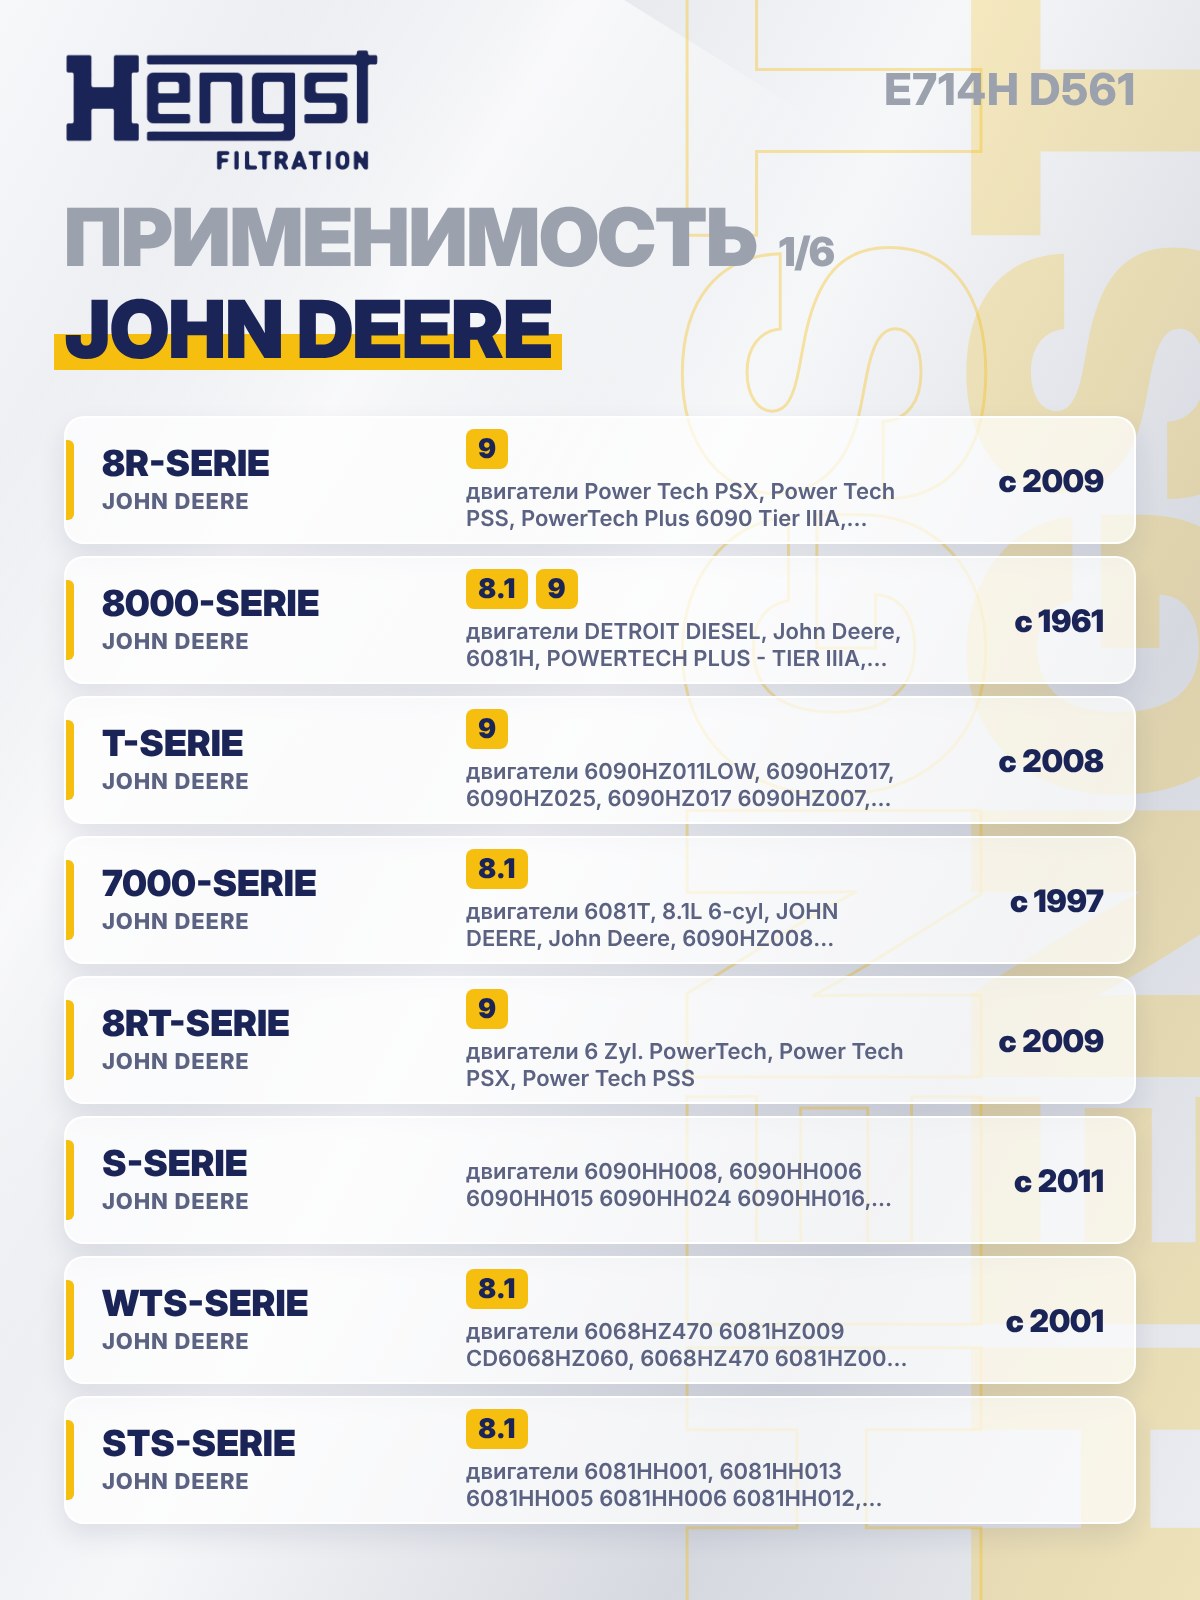 Hengst
FILTRATION
E714H D561
ПРИМЕНИМОСТЬ 1/6
JOHN DEERE
8R-SERIE
JOHN DEERE
9
двигатели Power Tech PSX, Power Tech
PSS, PowerTech Plus 6090 Tier IIIA,...
с 2009
8000-SERIE
JOHN DEERE
8.1 9
двигатели DETROIT DIESEL, John Deere,
6081H, POWERTECH PLUS - TIER IIIA,...
с 1961
T-SERIE
JOHN DEERE
9
двигатели 6090HZ011LOW, 6090HZ017,
6090HZ025, 6090HZ017 6090HZ007,...
с 2008
7000-SERIE
JOHN DEERE
8.1
двигатели 6081T, 8.1L 6-cyl, JOHN
DEERE, John Deere, 6090HZ008...
с 1997
8RT-SERIE
JOHN DEERE
9
двигатели 6 Zyl. PowerTech, Power Tech
PSX, Power Tech PSS
с 2009
S-SERIE
JOHN DEERE
двигатели 6090HH008, 6090HH006
6090HH015 6090HH024 6090HH016,...
с 2011
WTS-SERIE
JOHN DEERE
8.1
двигатели 6068HZ470 6081HZ009
CD6068HZ060, 6068HZ470 6081HZ00...
с 2001
STS-SERIE
JOHN DEERE
8.1
двигатели 6081HH001, 6081HH013
6081HH005 6081HH006 6081HH012,...
HENGST
HENGST